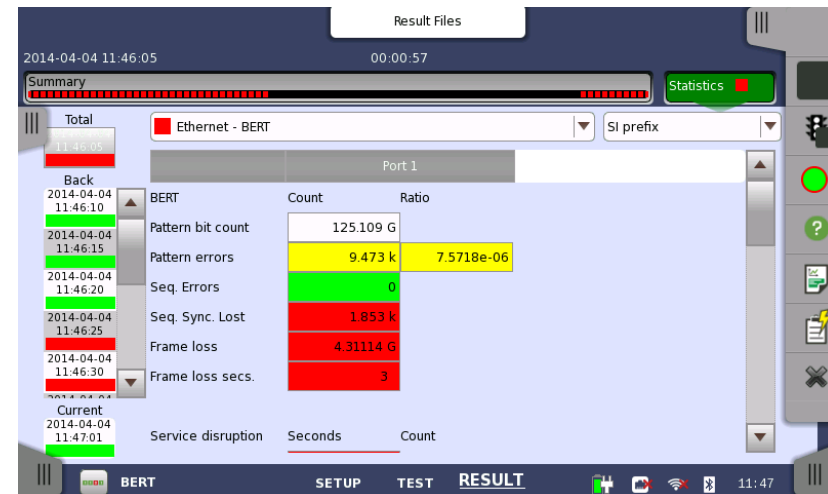 Result Files
2014-04-04 11:46:05
00:00:57
Summary
Statistics
Total
11:46:05
Ethernet - BERT
SI prefix
Port 1
Back
2014-04-04
11:46:10
2014-04-04
11:46:15
2014-04-04
11:46:20
2014-04-04
11:46:25
2014-04-04
11:46:30
BERT Count Ratio
Pattern bit count 125.109 G
Pattern errors 9.473 k 7.5718e-06
Seq. Errors 0
Seq. Sync. Lost 1.853 k
Frame loss 4.31114 G
Frame loss secs. 3
Current
2014-04-04
11:47:01
Service disruption Seconds Count
BERT
SETUP
TEST
RESULT
11:47